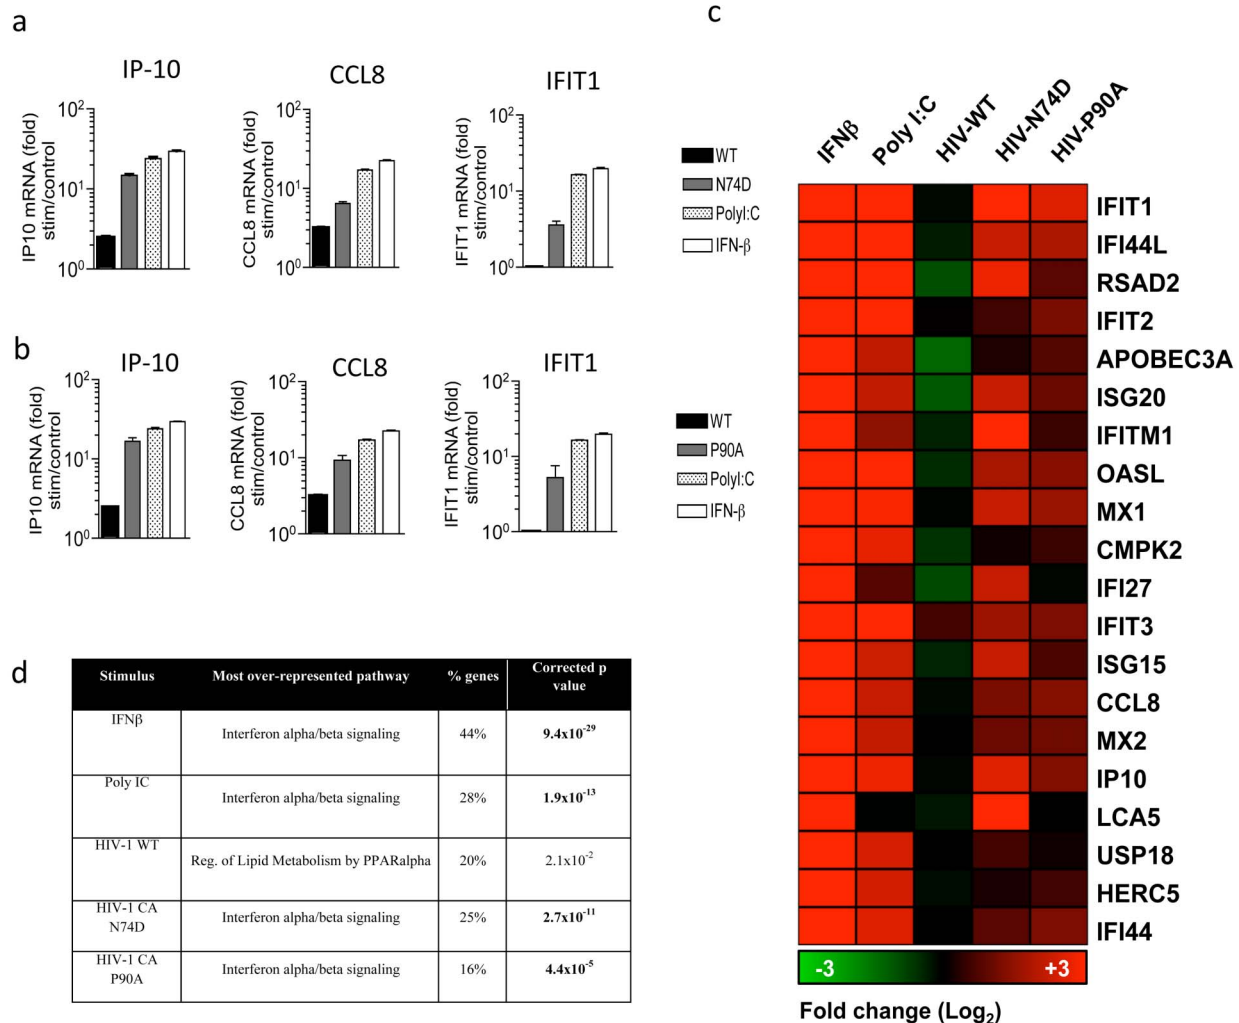 a
IP-10
CCL8
IFIT1
IP10 mRNA (fold)
stim/control
10²
10¹
10⁰
CCL8 mRNA (fold)
stim/control
10²
10¹
10⁰
IFIT1 mRNA (fold)
stim/control
10²
10¹
10⁰
WT
N74D
PolyI:C
IFN-β
b
IP-10
CCL8
IFIT1
IP10 mRNA (fold)
stim/control
10²
10¹
10⁰
CCL8 mRNA (fold)
stim/control
10²
10¹
10⁰
IFIT1 mRNA (fold)
stim/control
10²
10¹
10⁰
WT
P90A
PolyI:C
IFN-β
c
IFNβ
Poly I:C
HIV-WT
HIV-N74D
HIV-P90A
IFIT1
IFI44L
RSAD2
IFIT2
APOBEC3A
ISG20
IFITM1
OASL
MX1
CMPK2
IFI27
IFIT3
ISG15
CCL8
MX2
IP10
LCA5
USP18
HERC5
IFI44
-3 +3
Fold change (Log₂)
d
Stimulus Most over-represented pathway % genes Corrected p
value
IFNβ Interferon alpha/beta signaling 44% 9.4x10⁻²⁹
Poly IC Interferon alpha/beta signaling 28% 1.9x10⁻¹³
HIV-1 WT Reg. of Lipid Metabolism by PPARalpha 20% 2.1x10⁻²
HIV-1 CA
N74D Interferon alpha/beta signaling 25% 2.7x10⁻¹¹
HIV-1 CA
P90A Interferon alpha/beta signaling 16% 4.4x10⁻⁵